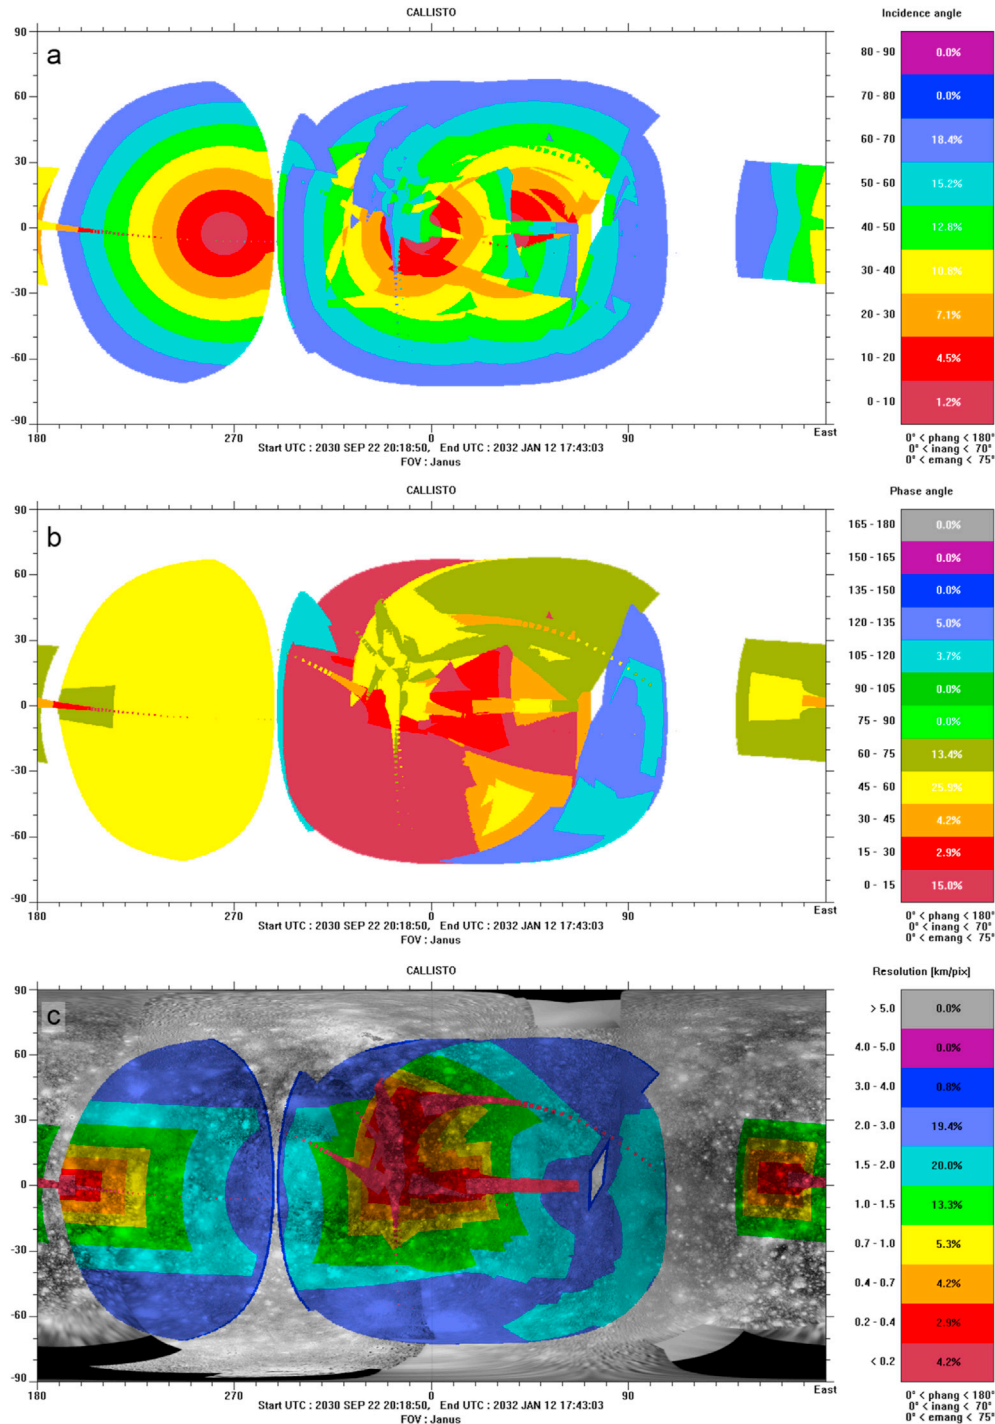 CALLISTO
Incidence angle
a
90
60
30
0
-30
-60
-90
180
270
0
90
East
Start UTC : 2030 SEP 22 20:18:50, End UTC : 2032 JAN 12 17:43:03
FOV : Janus
80 - 90 0.0%
70 - 80 0.0%
60 - 70 18.4%
50 - 60 15.2%
40 - 50 12.8%
30 - 40 10.8%
20 - 30 7.1%
10 - 20 4.5%
0 - 10 1.2%
0° < phang < 180°
0° < inang < 70°
0° < emang < 75°
CALLISTO
Phase angle
b
90
60
30
0
-30
-60
-90
180
270
0
90
East
Start UTC : 2030 SEP 22 20:18:50, End UTC : 2032 JAN 12 17:43:03
FOV : Janus
165 - 180 0.0%
150 - 165 0.0%
135 - 150 0.0%
120 - 135 5.0%
105 - 120 3.7%
90 - 105 0.0%
75 - 90 0.0%
60 - 75 13.4%
45 - 60 25.9%
30 - 45 4.2%
15 - 30 2.9%
0 - 15 15.0%
0° < phang < 180°
0° < inang < 70°
0° < emang < 75°
CALLISTO
Resolution [km/pix]
c
90
60
30
0
-30
-60
-90
180
270
0
90
East
Start UTC : 2030 SEP 22 20:18:50, End UTC : 2032 JAN 12 17:43:03
FOV : Janus
> 5.0 0.0%
4.0 - 5.0 0.0%
3.0 - 4.0 0.8%
2.0 - 3.0 19.4%
1.5 - 2.0 20.0%
1.0 - 1.5 13.3%
0.7 - 1.0 5.3%
0.4 - 0.7 4.2%
0.2 - 0.4 2.9%
< 0.2 4.2%
0° < phang < 180°
0° < inang < 70°
0° < emang < 75°